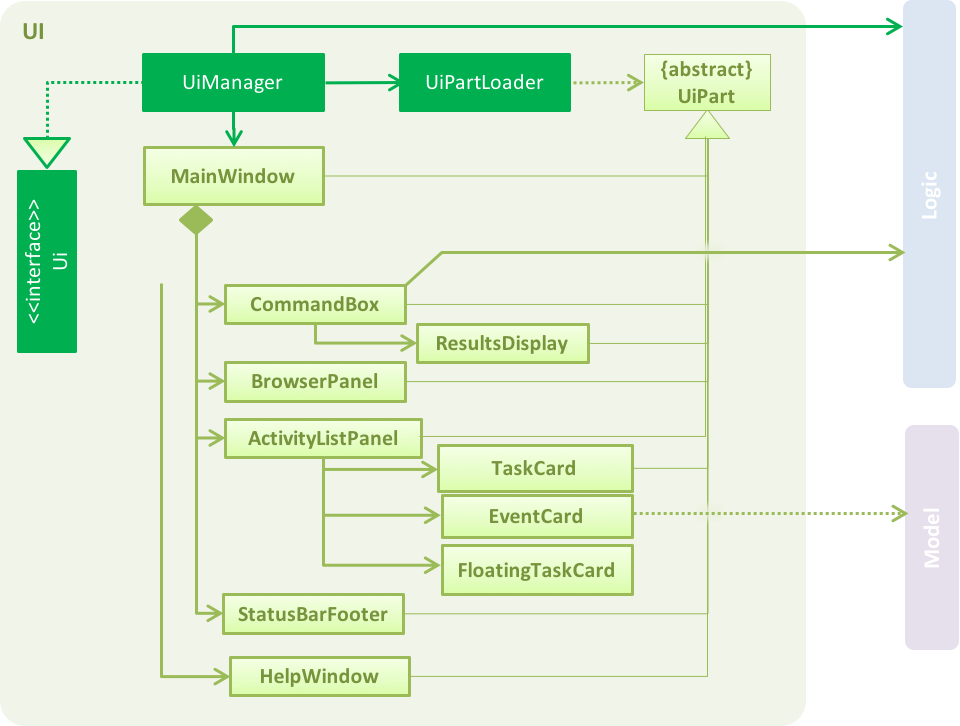 UI
UiManager
UiPartLoader
{abstract}
UiPart
Logic
<<interface>>
Ui
MainWindow
CommandBox
ResultsDisplay
BrowserPanel
ActivityListPanel
TaskCard
EventCard
FloatingTaskCard
Model
StatusBarFooter
HelpWindow